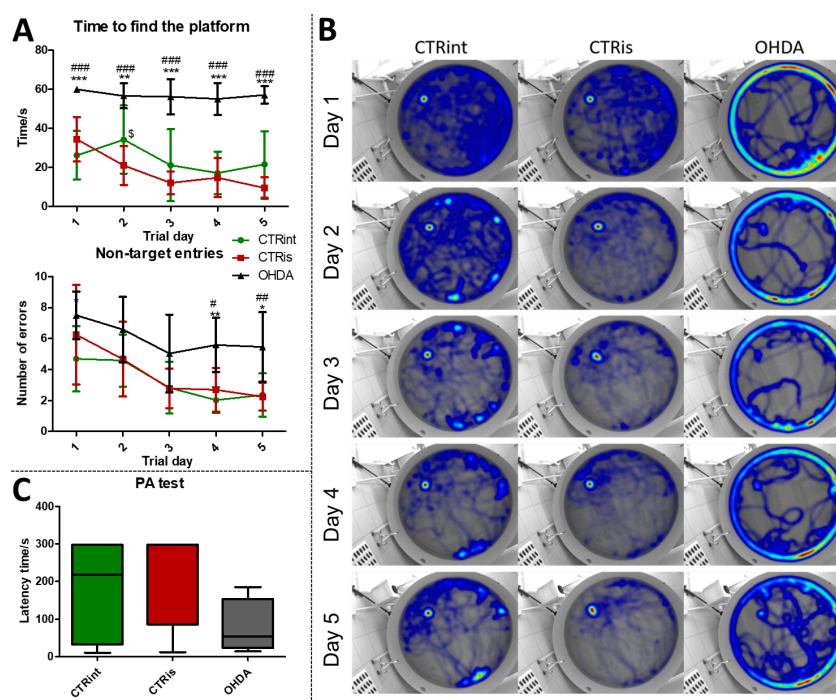 A
Time to find the platform
### ### ### ### ###
*** ** *** *** ***
$
Time/s
80
60
40
20
0
1 2 3 4 5
Trial day
CTRint
CTRis
OHDA
Non-target entries
Number of errors
10
8
6
4
2
0
# ##
** *
1 2 3 4 5
Trial day
C
PA test
Latency time/s
400
300
200
100
0
CTRint CTRis OHDA
B
CTRint CTRis OHDA
Day 1
Day 2
Day 3
Day 4
Day 5